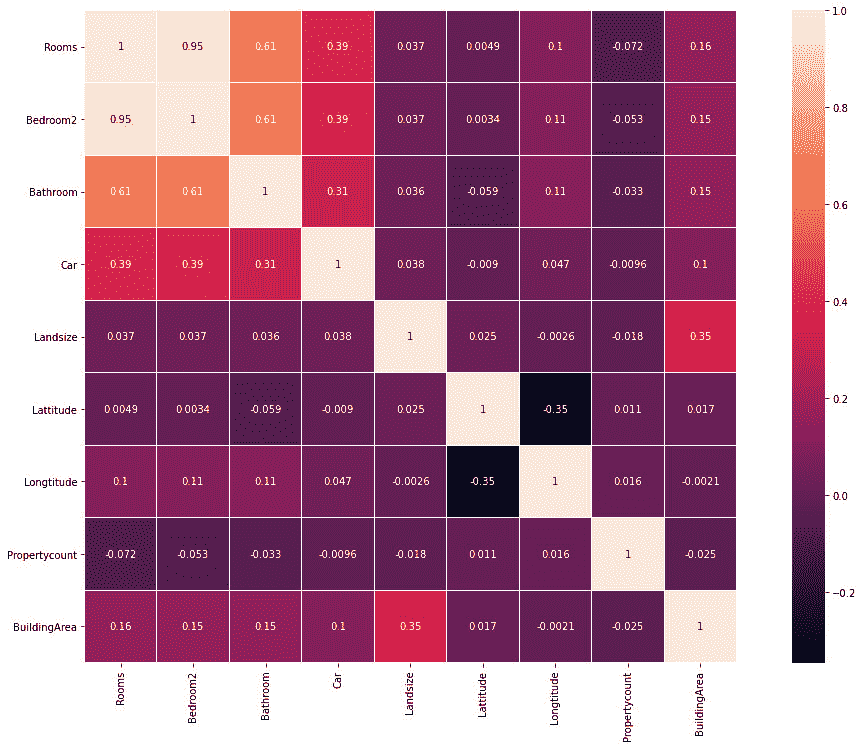 Rooms 1 0.95 0.61 0.39 0.037 0.0049 0.1 -0.072 0.16
Bedroom2 0.95 1 0.61 0.39 0.037 0.0034 0.11 -0.053 0.15
Bathroom 0.61 0.61 1 0.31 0.036 -0.059 0.11 -0.033 0.15
Car 0.39 0.39 0.31 1 0.038 -0.009 0.047 -0.0096 0.1
Landsize 0.037 0.037 0.036 0.038 1 0.025 -0.0026 -0.018 0.35
Lattitude 0.0049 0.0034 -0.059 -0.009 0.025 1 -0.35 0.011 0.017
Longtitude 0.1 0.11 0.11 0.047 -0.0026 -0.35 1 0.016 -0.0021
Propertycount -0.072 -0.053 -0.033 -0.0096 -0.018 0.011 0.016 1 -0.025
BuildingArea 0.16 0.15 0.15 0.1 0.35 0.017 -0.0021 -0.025 1
Rooms Bedroom2 Bathroom Car Landsize Lattitude Longtitude Propertycount BuildingArea
1.0
0.8
0.6
0.4
0.2
0.0
−0.2